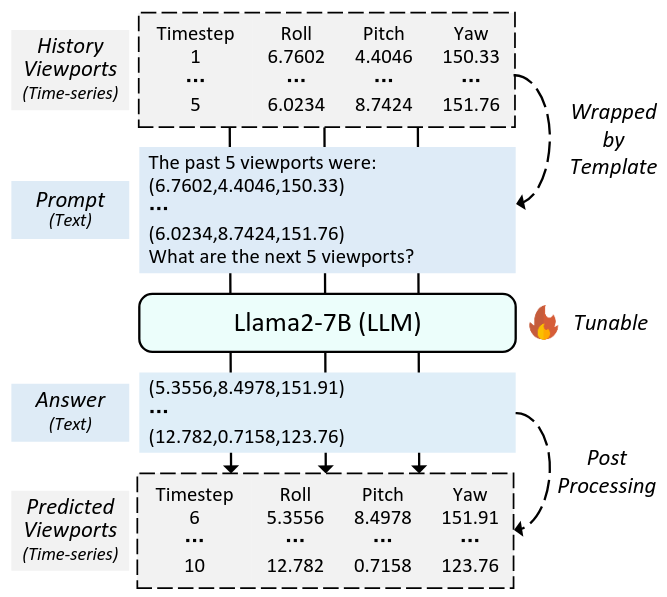 History
Viewports
(Time-series)
Timestep Roll Pitch Yaw
1 6.7602 4.4046 150.33
... ... ... ...
5 6.0234 8.7424 151.76
Wrapped
by
Template
Prompt
(Text)
The past 5 viewports were:
(6.7602,4.4046,150.33)
...
(6.0234,8.7424,151.76)
What are the next 5 viewports?
Llama2-7B (LLM)
Tunable
Answer
(Text)
(5.3556,8.4978,151.91)
...
(12.782,0.7158,123.76)
Post
Processing
Predicted
Viewports
(Time-series)
Timestep Roll Pitch Yaw
6 5.3556 8.4978 151.91
... ... ... ...
10 12.782 0.7158 123.76